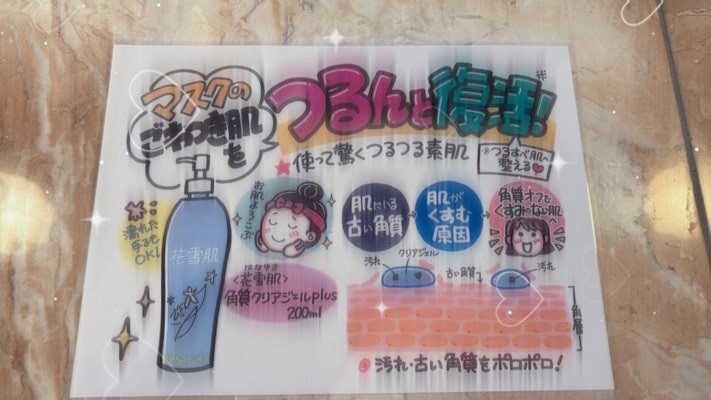 マスクの
ごわつき肌
を
つるんと復活!
※
使って驚くつるつる素肌
※つるすべ肌へ
整える
濡れた
手でも
OK!
花雪肌
お肌よろこぶ
肌にいる
古い角質
肌が
くすむ
原因
角質オフで
くすみのない肌へ
はなゆき
〈花雪肌〉
角質クリアジェルplus
200ml
汚れ
クリアジェル
古い角質
汚れ
角層
汚れ・古い角質をポロポロ!